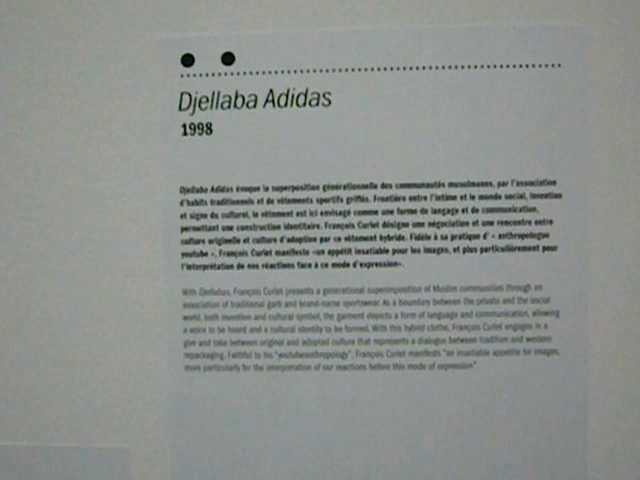 Djellaba Adidas
1998
Djellaba Adidas évoque la superposition générationnelle des communautés musulmanes, par l'association
d'habits traditionnels et de vêtements sportifs griffés. Frontière entre l'intime et le monde social, invention
et signe du culturel, le vêtement est ici envisagé comme une forme de langage et de communication,
permettant une construction identitaire. François Curlet désigne une négociation et une rencontre entre
culture originelle et culture d'adoption par ce vêtement hybride. Fidèle à sa pratique d' « anthropologue
youtube », François Curlet manifeste «un appétit insatiable pour les images, et plus particulièrement pour
l'interprétation de nos réactions face à ce mode d'expression».
With François Curlet presents a generational superimposition of Muslim communities through an
association of traditional garb and brand-name sportswear. As a boundary between the private and the social
world, both invention and cultural symbol, the garment depicts a form of language and communication, allowing
a voice to be heard and a cultural identity to be formed. With this hybrid clothe, François Curlet engages in a
give and take between original and adopted culture that represents a dialogue between tradition and western
repackaging. Faithful to his François Curlet manifests "an insatiable appetite for images,
more particularly for the interpretation of our reactions before this mode of expression"